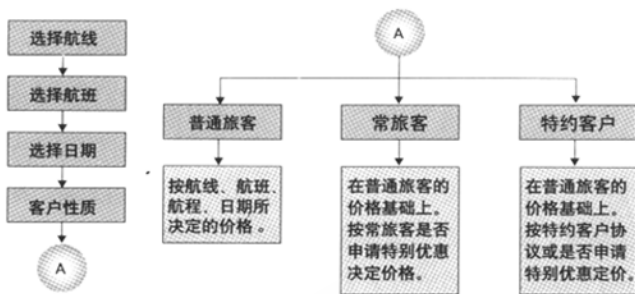 选择航线
选择航班
选择日期
客户性质
A
A
普通旅客
常旅客
特约客户
按航线、航班、
航程、日期所
决定的价格。
在普通旅客的
价格基础上。
按常旅客是否
申请特别优惠
决定价格。
在普通旅客的
价格基础上。
按特约客户协
议或是否申请
特别优惠定价。